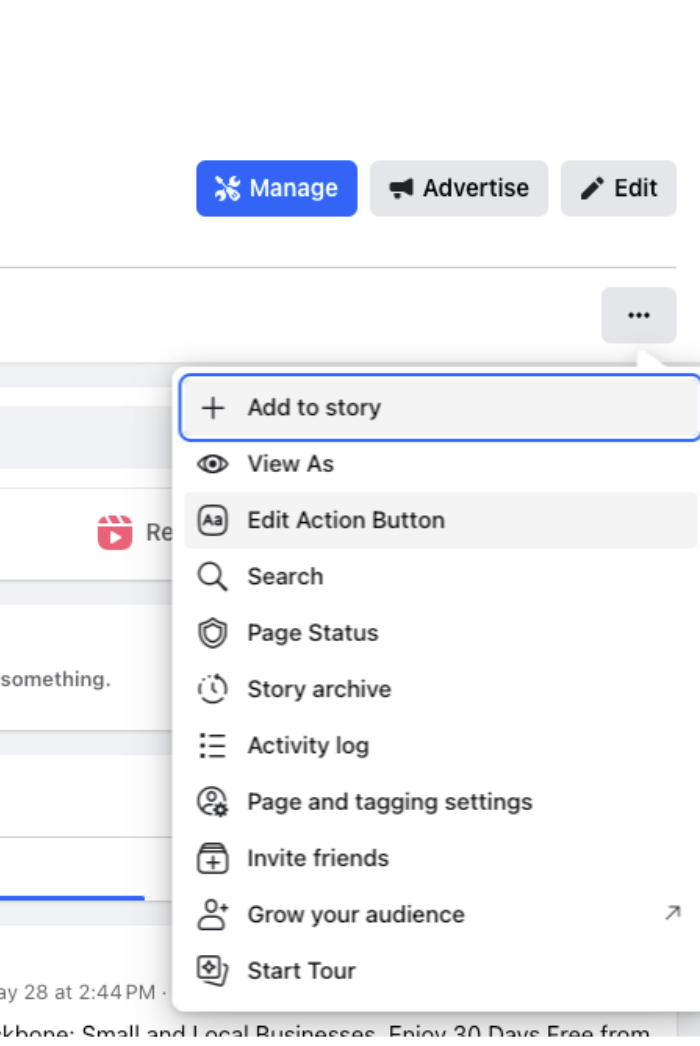 Manage
Advertise
Edit
Add to story
View As
Aa
Edit Action Button
Search
Re
Page Status
something.
Story archive
Activity log
Page and tagging settings
Invite friends
Grow your audience
Start Tour
ay 28 at 2:44 PM ·
kbone: Small and Local Businesses. Enjoy 30 Days Free from